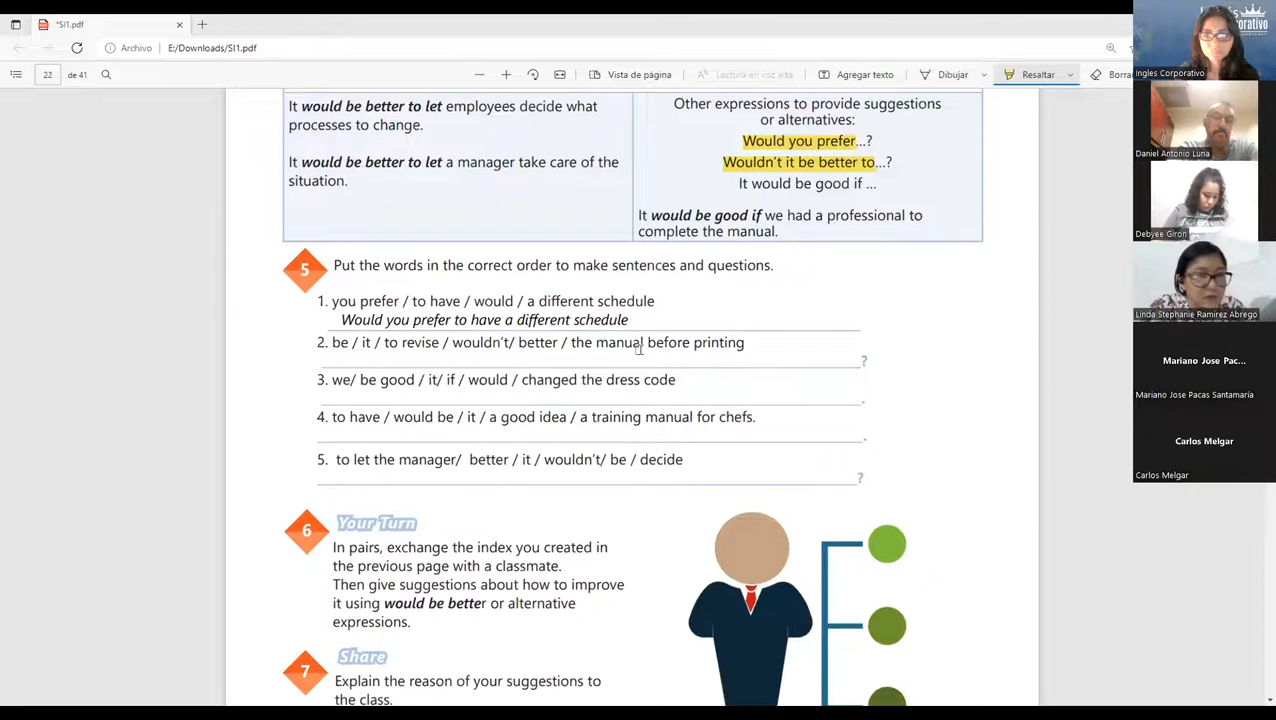 *SI1.pdf
Archivo
E:/Downloads/SI1.pdf
22 de 41
Vista de página
Lectura en voz alta
Agregar texto
Dibujar
Resaltar
Borrar
It would be better to let employees decide what
processes to change.
It would be better to let a manager take care of the
situation.
Other expressions to provide suggestions
or alternatives:
Would you prefer...?
Wouldn't it be better to...?
It would be good if ...
It would be good if we had a professional to
complete the manual.
5 Put the words in the correct order to make sentences and questions.
1. you prefer / to have / would / a different schedule
Would you prefer to have a different schedule
2. be / it / to revise / wouldn't/ better / the manual before printing
?
3. we/ be good / it/ if / would / changed the dress code
.
4. to have / would be / it / a good idea / a training manual for chefs.
.
5. to let the manager/ better / it / wouldn't/ be / decide
?
6 Your Turn
In pairs, exchange the index you created in
the previous page with a classmate.
Then give suggestions about how to improve
it using would be better or alternative
expressions.
7 Share
Explain the reason of your suggestions to
the class.
Ingles Corporativo
Daniel Antonio Luna
Debyee Giron
Linda Stephanie Ramirez Abrego
Mariano Jose Pac...
Mariano Jose Pacas Santamaría
Carlos Melgar
Carlos Melgar